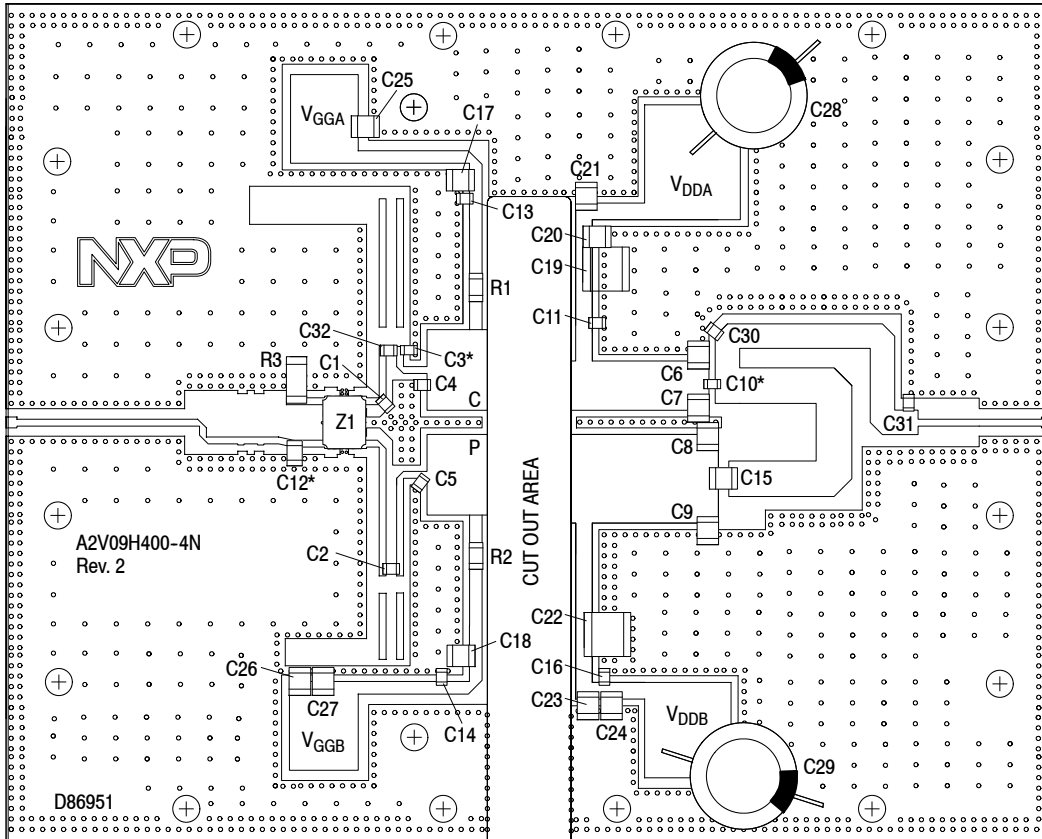 C25
VGGA
C17
C28
C21
VDDA
C13
C20
NXP
C19
R1
C32
C11
C30
R3
C1
C3*
C6
C4
C10*
C
C7
Z1
C31
P
C8
C12*
C5
C15
C9
CUT OUT AREA
A2V09H400-4N
Rev. 2
C2
R2
C22
C18
C26
C16
C27
C23
VDDB
VGGB
C14
C24
C29
D86951